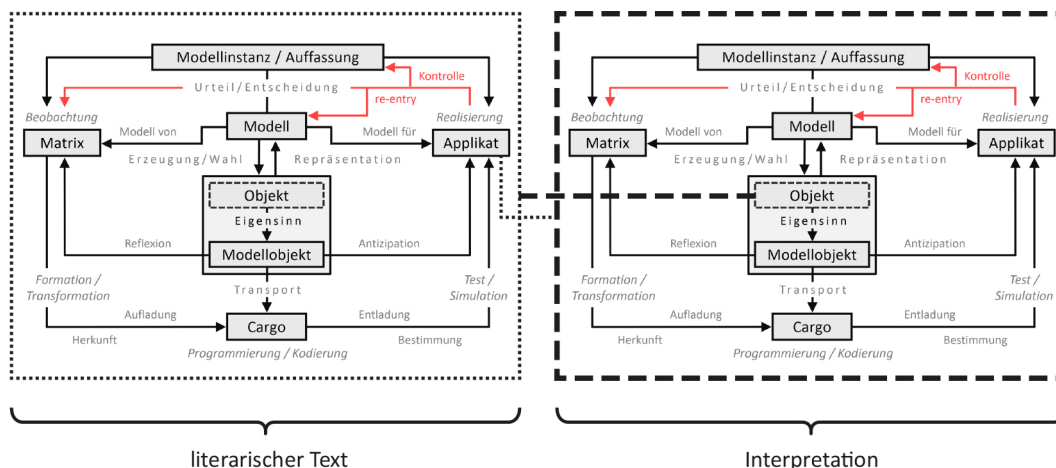 Modellinstanz / Auffassung
Kontrolle
Urteil/Entscheidung
re-entry
Beobachtung
Realisierung
Modell
Modell von
Modell für
Matrix
Applikat
Erzeugung/Wahl
Repräsentation
Objekt
Eigensinn
Reflexion
Antizipation
Modellobjekt
Formation /
Transformation
Test /
Simulation
Transport
Aufladung
Entladung
Cargo
Herkunft
Bestimmung
Programmierung / Kodierung
literarischer Text
Modellinstanz / Auffassung
Kontrolle
Urteil/Entscheidung
re-entry
Beobachtung
Realisierung
Modell
Modell von
Modell für
Matrix
Applikat
Erzeugung/Wahl
Repräsentation
Objekt
Eigensinn
Reflexion
Antizipation
Modellobjekt
Formation /
Transformation
Test /
Simulation
Transport
Aufladung
Entladung
Cargo
Herkunft
Bestimmung
Programmierung / Kodierung
Interpretation